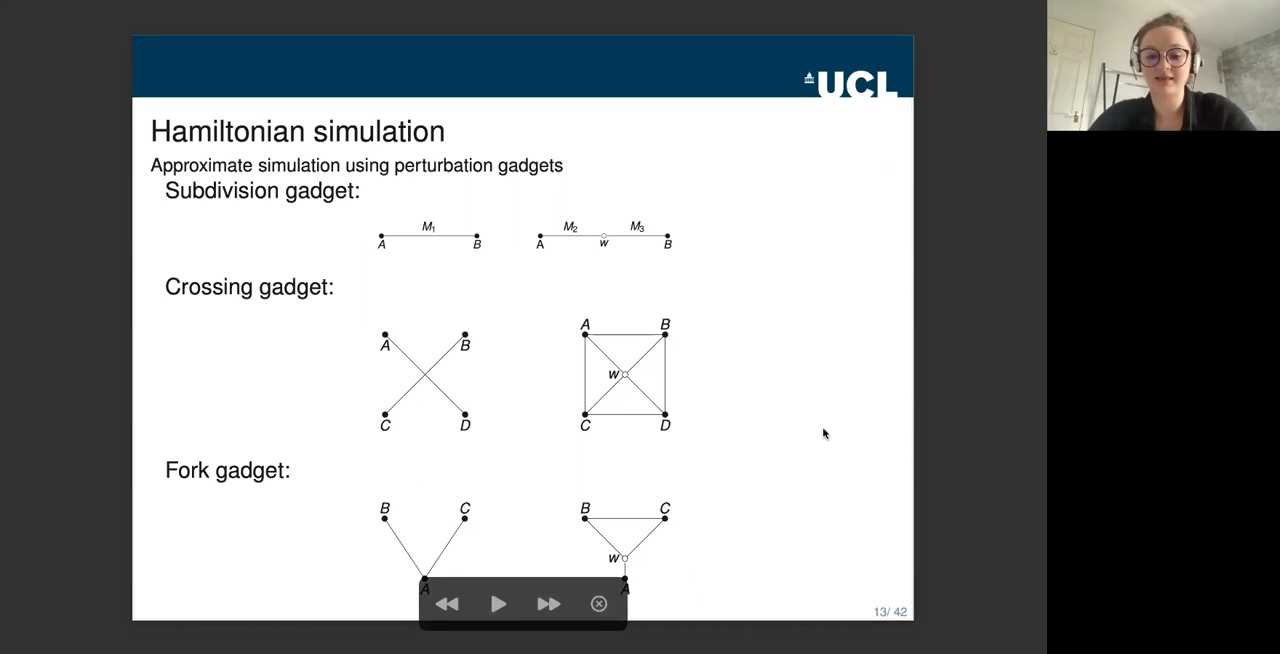 UCL
Hamiltonian simulation
Approximate simulation using perturbation gadgets
Subdivision gadget:
M1 M2 M3
A B A w B
Crossing gadget:
A B
A B
w
C D C D
Fork gadget:
B C B C
w
A A
13/ 42